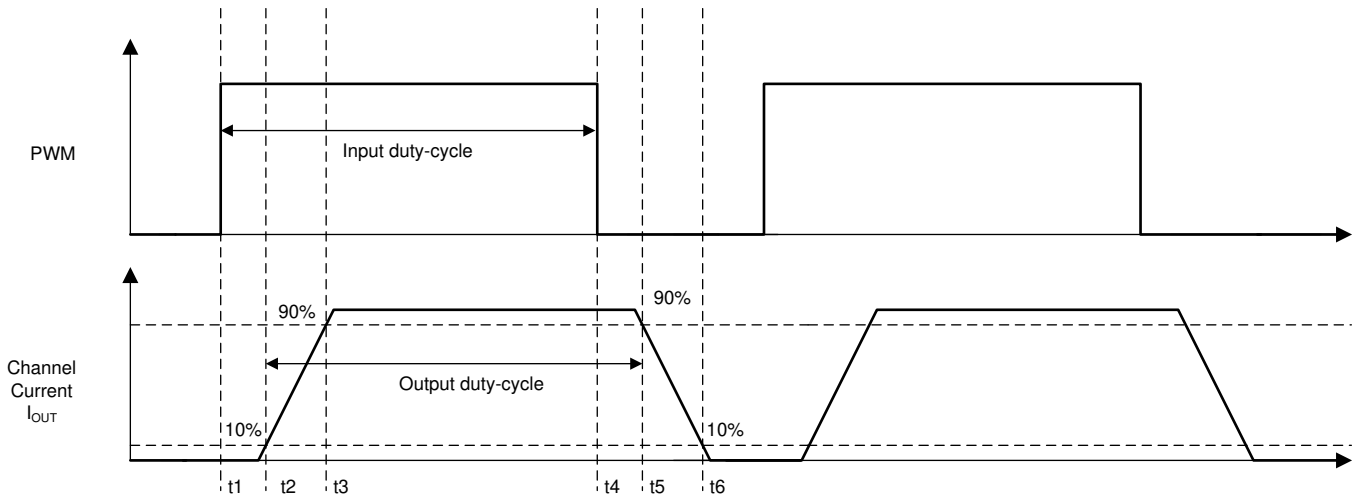 PWM
Input duty-cycle
90%
90%
Channel
Current
IOUT
Output duty-cycle
10%
10%
t1
t2
t3
t4
t5
t6